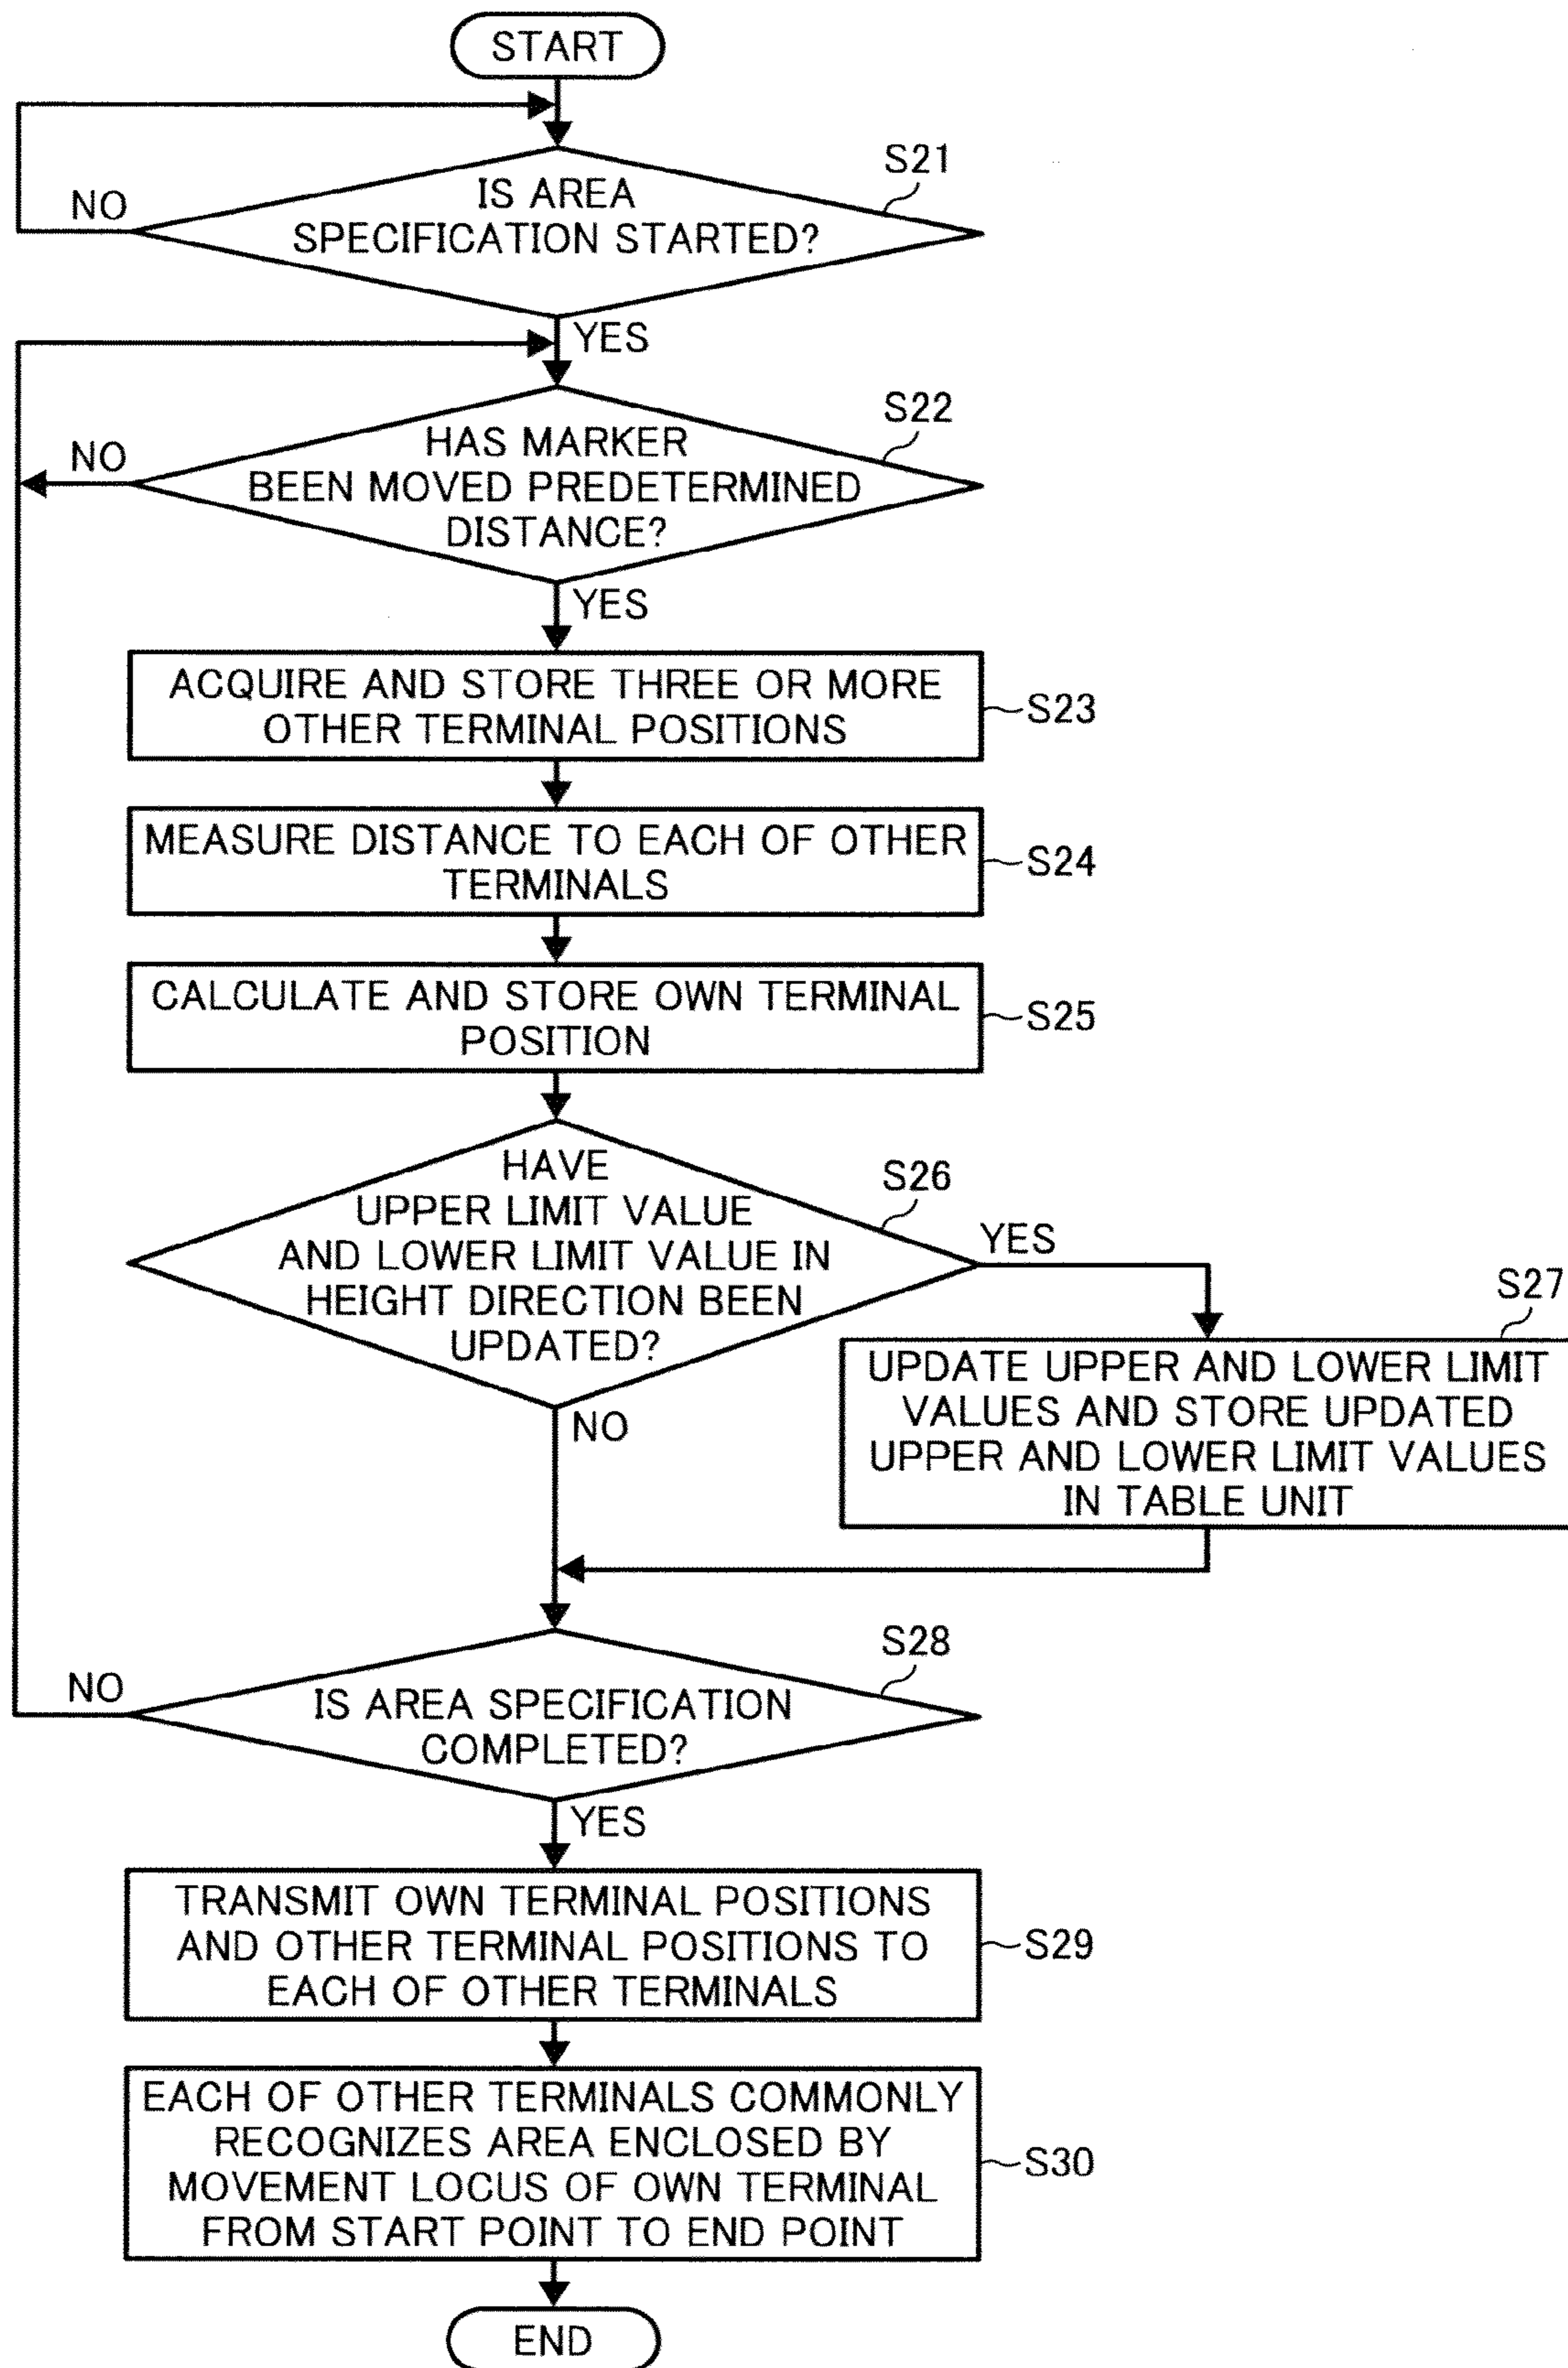 START
S21
NO
IS AREA
SPECIFICATION STARTED?
YES
S22
NO
HAS MARKER
BEEN MOVED PREDETERMINED
DISTANCE?
YES
ACQUIRE AND STORE THREE OR MORE
OTHER TERMINAL POSITIONS
S23
MEASURE DISTANCE TO EACH OF OTHER
TERMINALS
S24
CALCULATE AND STORE OWN TERMINAL
POSITION
S25
HAVE
UPPER LIMIT VALUE
AND LOWER LIMIT VALUE IN
HEIGHT DIRECTION BEEN
UPDATED?
S26
YES
NO
S27
UPDATE UPPER AND LOWER LIMIT
VALUES AND STORE UPDATED
UPPER AND LOWER LIMIT VALUES
IN TABLE UNIT
S28
NO
IS AREA SPECIFICATION
COMPLETED?
YES
TRANSMIT OWN TERMINAL POSITIONS
AND OTHER TERMINAL POSITIONS TO
EACH OF OTHER TERMINALS
S29
EACH OF OTHER TERMINALS COMMONLY
RECOGNIZES AREA ENCLOSED BY
MOVEMENT LOCUS OF OWN TERMINAL
FROM START POINT TO END POINT
S30
END